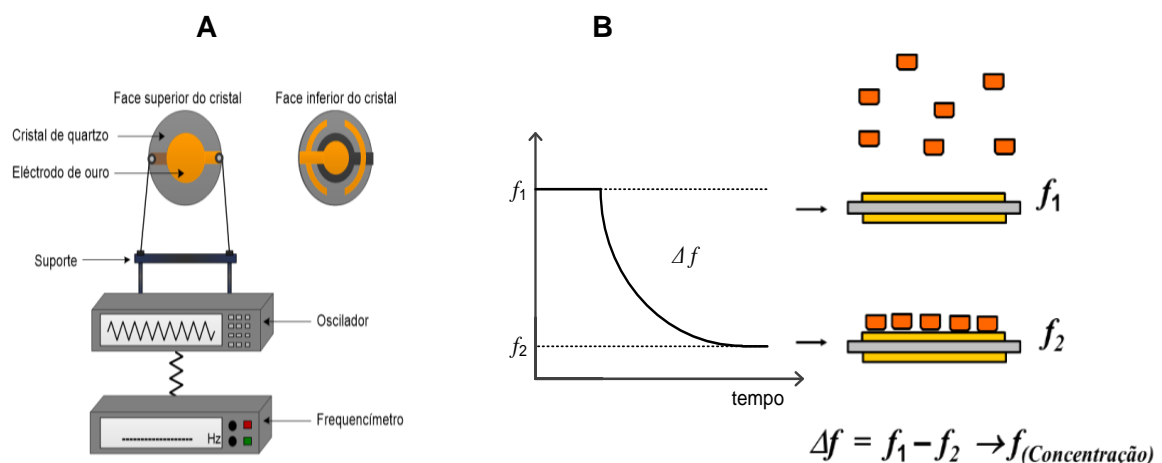 A
Face superior do cristal
Face inferior do cristal
Cristal de quartzo
Eléctrodo de ouro
Suporte
Oscilador
Frequencímetro
Hz
B
f1
Δf
f2
tempo
f1
f2
Δf = f1 – f2 → f(Concentração)